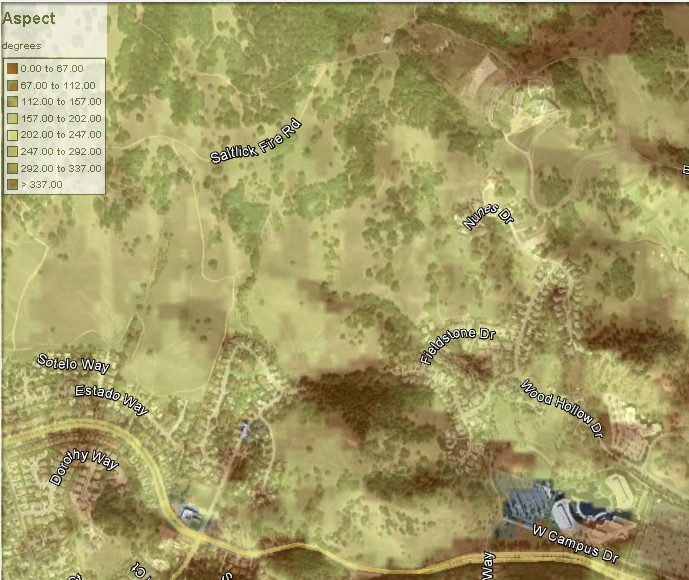 Aspect
degrees
0.00 to 67.00
67.00 to 112.00
112.00 to 157.00
157.00 to 202.00
202.00 to 247.00
247.00 to 292.00
292.00 to 337.00
> 337.00
Saltlick Fire Rd
E
Nunes Dr
Fieldstone Dr
Sotelo Way
Estado Way
Wood Hollow Dr
Dorothy Way
W Campus Dr
Way
Ct